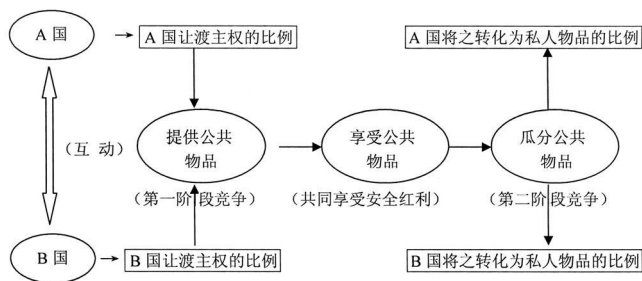 A 国
A 国让渡主权的比例
A 国将之转化为私人物品的比例
（互 动）
提供公共
物品
享受公共
物品
瓜分公共
物品
（第一阶段竞争）
（共同享受安全红利）
（第二阶段竞争）
B 国
B 国让渡主权的比例
B 国将之转化为私人物品的比例